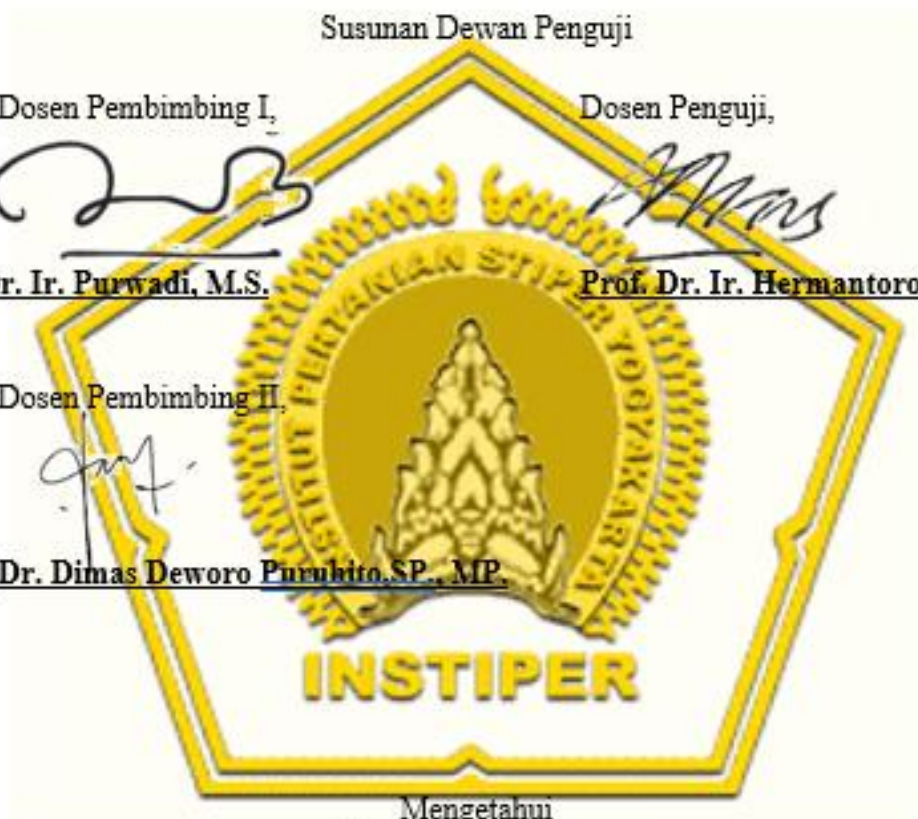 Susunan Dewan Penguji
Dosen Pembimbing I,
Dosen Penguji,
r. Ir. Purwadi, M.S.
Prof. Dr. Ir. Hermantoro
INSTITUT PERTANIAN STIPER YOGYAKARTA
Dosen Pembimbing II,
Dr. Dimas Deworo Puruhito.SP., MP.
INSTIPER
Mengetahui